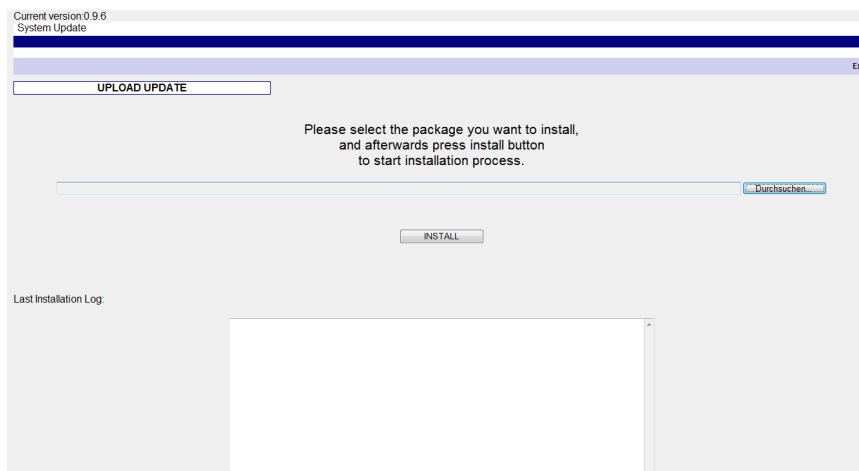 Current version:0.9.6
System Update
UPLOAD UPDATE
Please select the package you want to install,
and afterwards press install button
to start installation process.
Durchsuchen...
INSTALL
Last Installation Log: